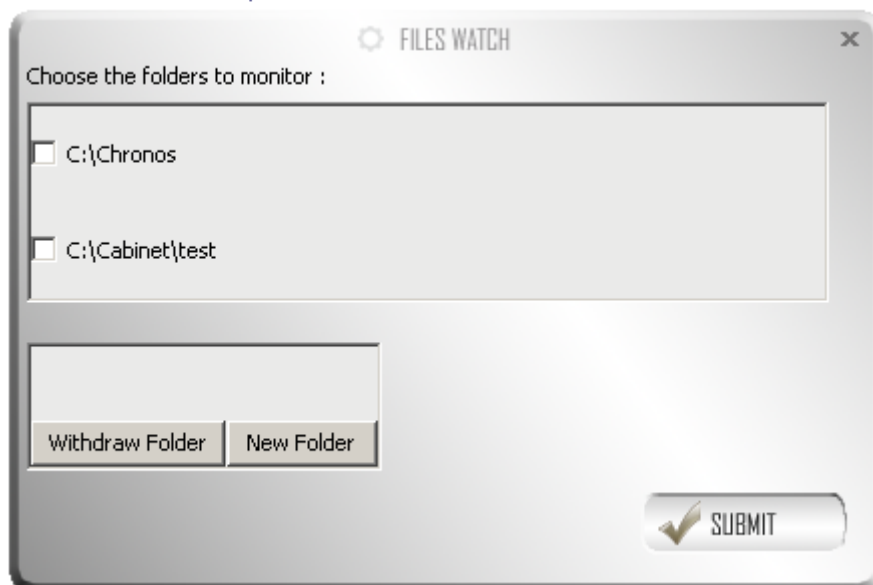 FILES WATCH
Choose the folders to monitor :
C:\Chronos
C:\Cabinet\test
Withdraw Folder New Folder
SUBMIT